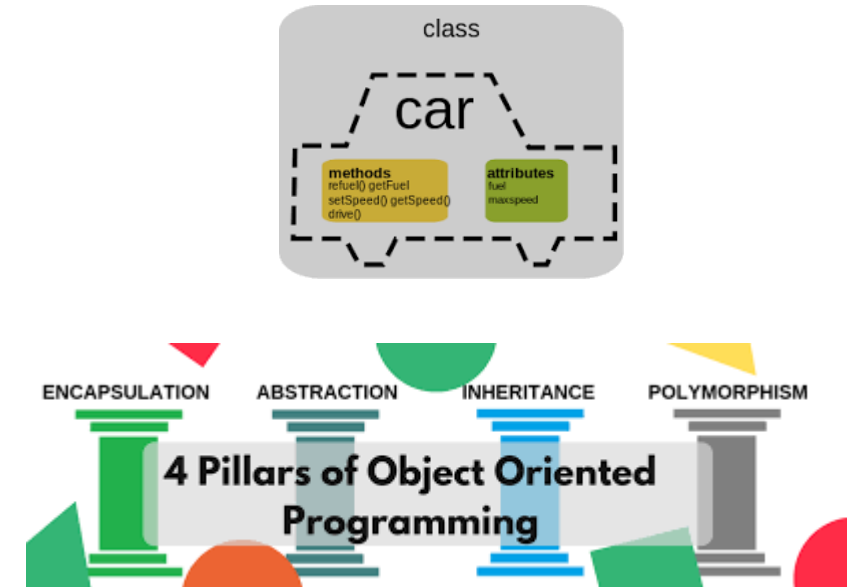 class
car
methods
refuel() getFuel
setSpeed() getSpeed()
drive()
attributes
fuel
maxspeed
ENCAPSULATION ABSTRACTION INHERITANCE POLYMORPHISM
4 Pillars of Object Oriented
Programming